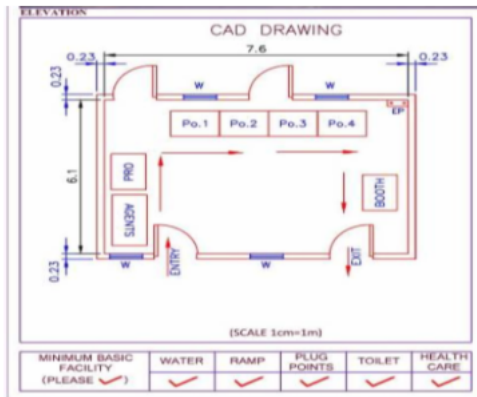 ELEVATION
CAD DRAWING
7.6
0.23
0.23
0.23
W
W
Po.1 Po.2 Po.3 Po.4
EP
6.1
PRO
AGENTS
BOOTH
ENTRY
EXIT
0.23
W
W
(SCALE 1cm=1m)
MINIMUM BASIC FACILITY (PLEASE ✓)
WATER
RAMP
PLUG POINTS
TOILET
HEALTH CARE
✓ ✓ ✓ ✓ ✓